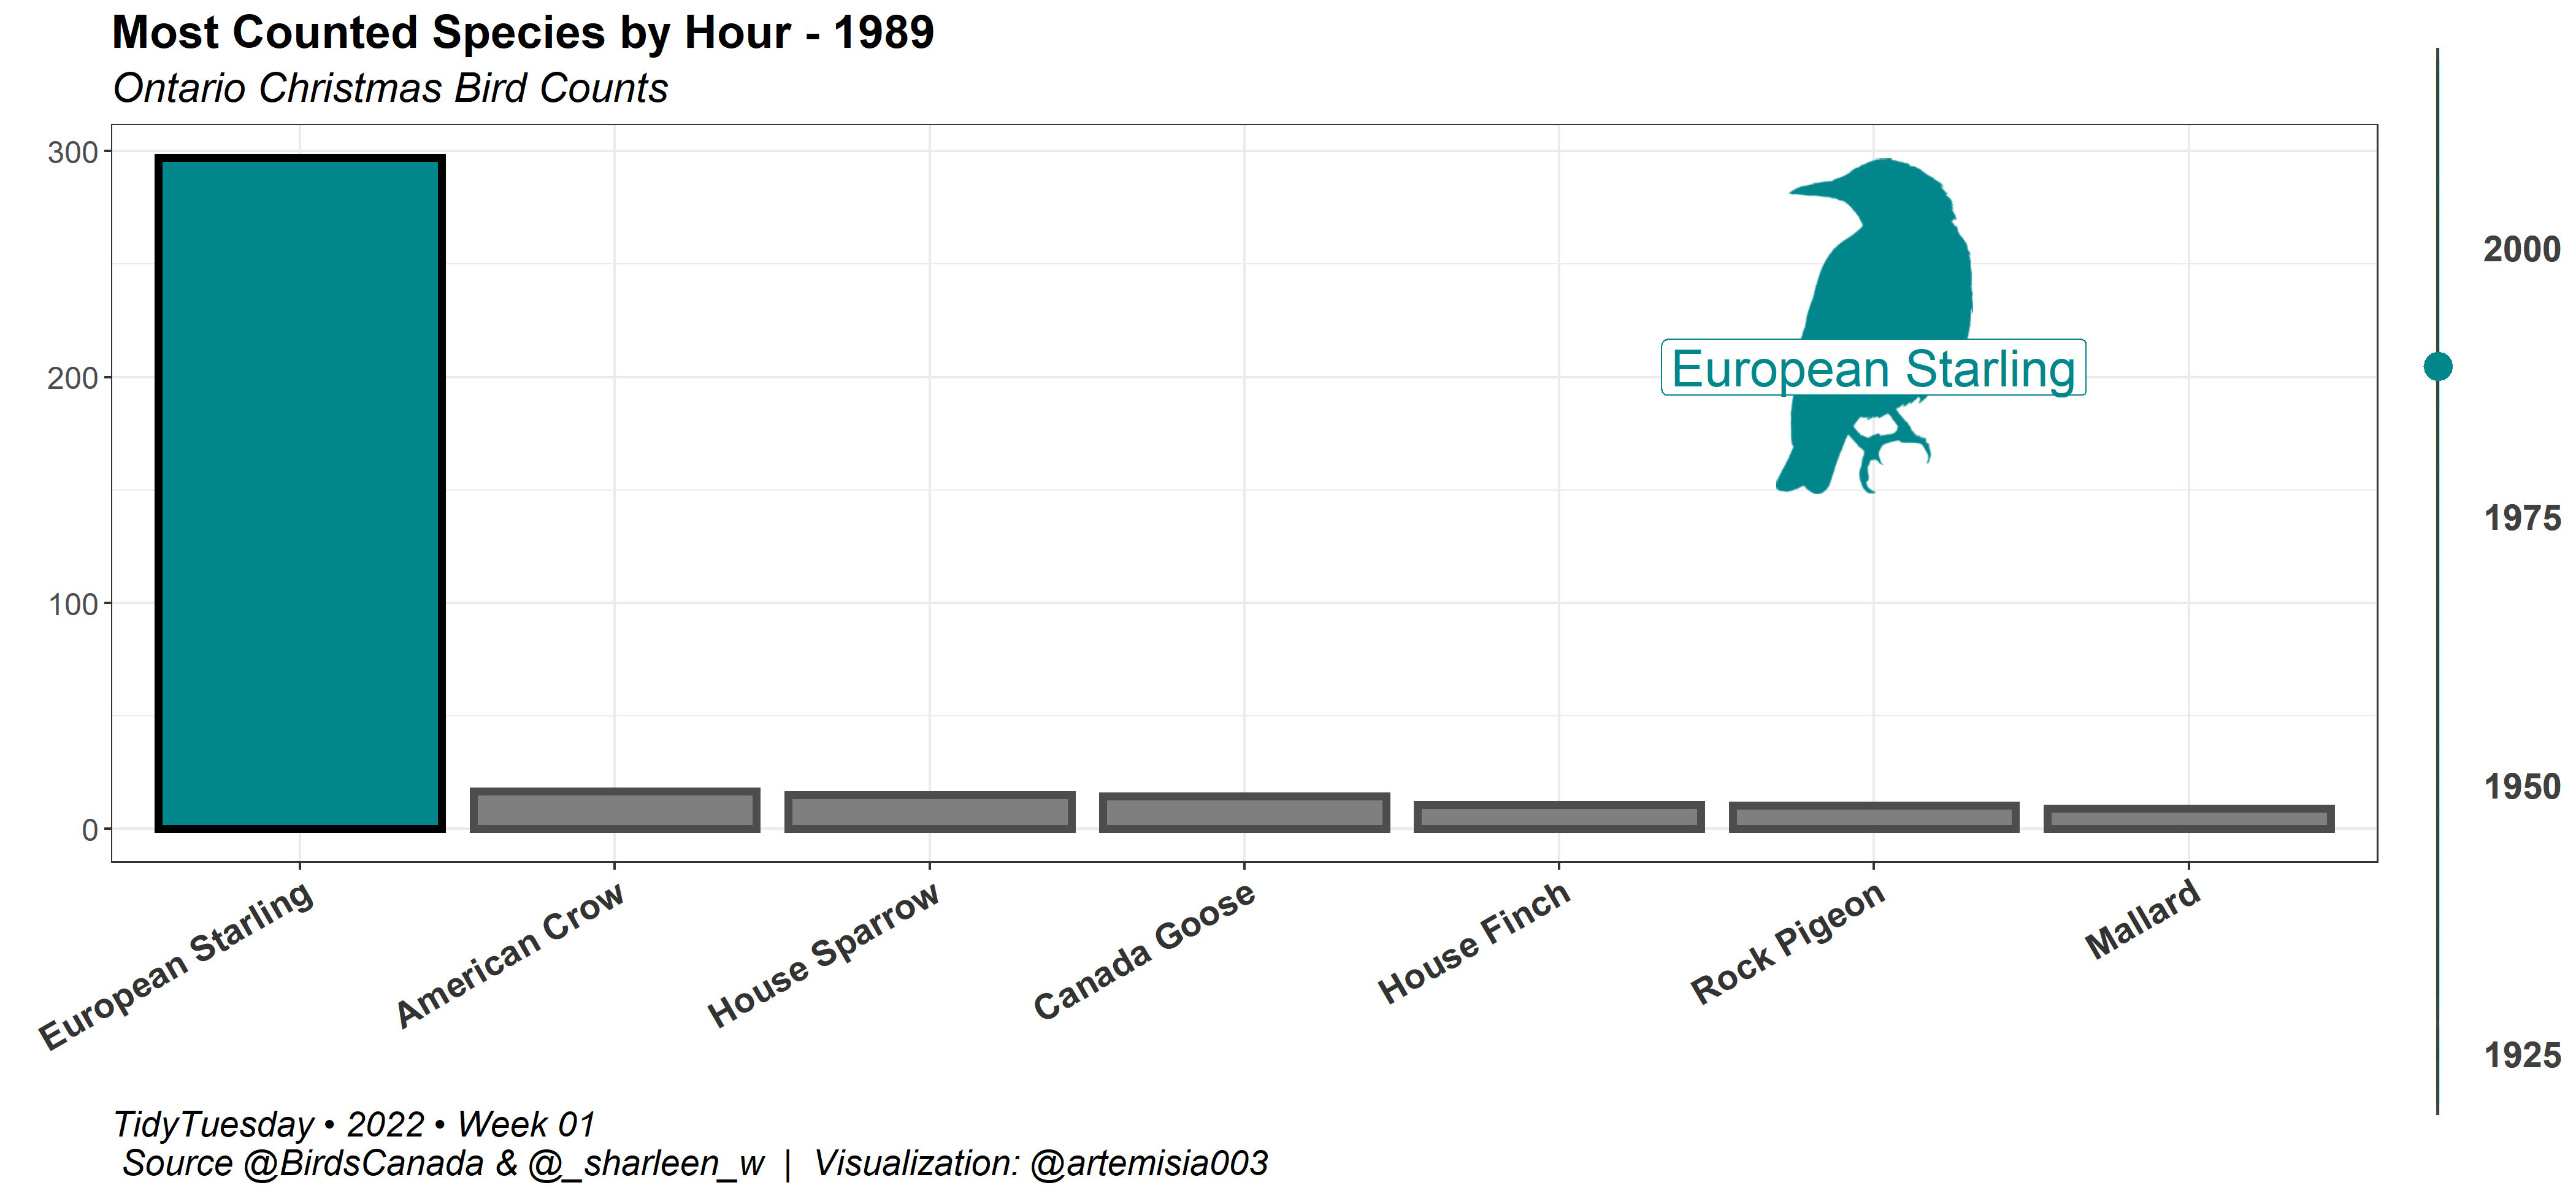 Most Counted Species by Hour - 1989
Ontario Christmas Bird Counts
300
200
100
0
European Starling
2000
1975
1950
1925
European Starling
American Crow
House Sparrow
Canada Goose
House Finch
Rock Pigeon
Mallard
TidyTuesday • 2022 • Week 01
Source @BirdsCanada & @_sharleen_w | Visualization: @artemisia003